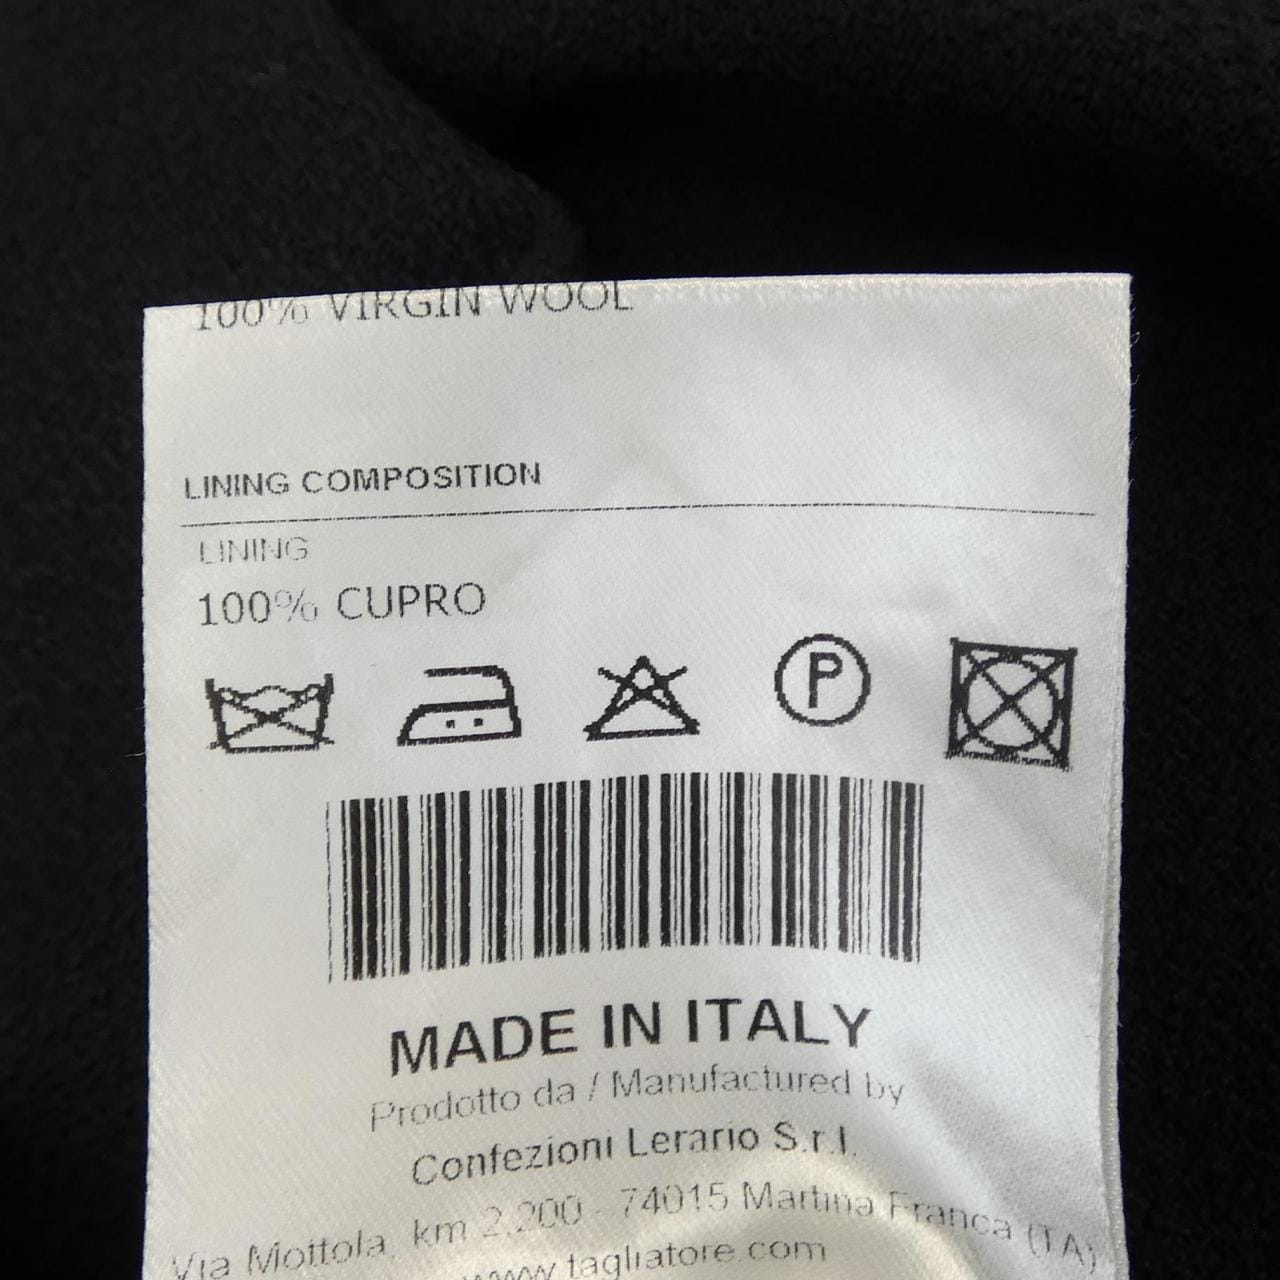 100% VIRGIN WOOL
LINING COMPOSITION
LINING
100% CUPRO
P
MADE IN ITALY
Prodotto da / Manufactured by
Confezioni Lerario S.r.l.
Via Mottola, km 2,200 - 74015 Martina Franca (TA)
www.tagliatore.com